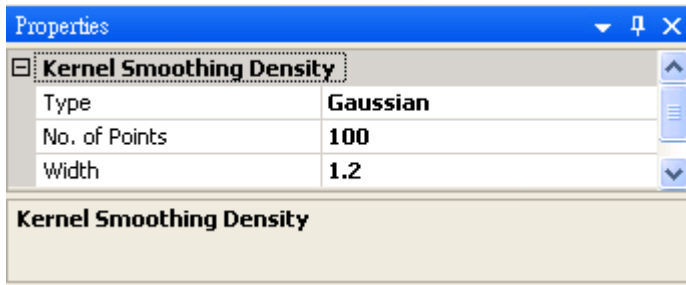 Properties
Kernel Smoothing Density
Type Gaussian
No. of Points 100
Width 1.2
Kernel Smoothing Density